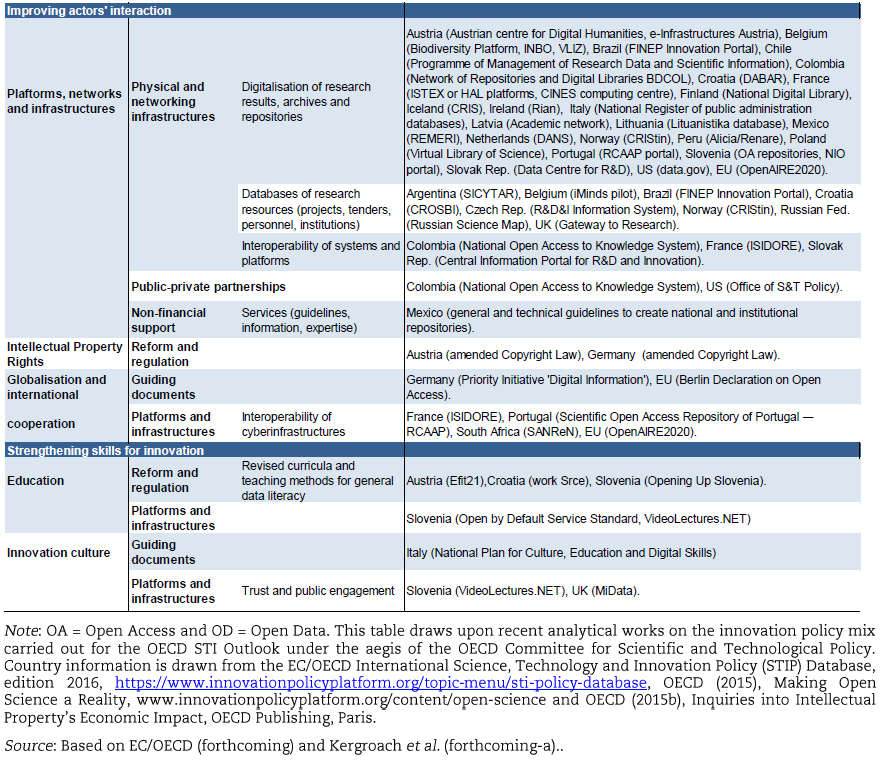 Improving actors' interaction
Platforms, networks
and infrastructures
Physical and
networking
infrastructures
Digitalisation of research
results, archives and
repositories
Austria (Austrian centre for Digital Humanities, e-Infrastructures Austria), Belgium
(Biodiversity Platform, INBO, VLIZ), Brazil (FINEP Innovation Portal), Chile
(Programme of Management of Research Data and Scientific Information), Colombia
(Network of Repositories and Digital Libraries BDCOL), Croatia (DABAR), France
(ISTEX or HAL platforms, CINES computing centre), Finland (National Digital Library),
Iceland (CRIS), Ireland (Rian),  Italy (National Register of public administration
databases), Latvia (Academic network), Lithuania (Lituanistika database), Mexico
(REMERI), Netherlands (DANS), Norway (CRIStin), Peru (Alicia/Renare), Poland
(Virtual Library of Science), Portugal (RCAAP portal), Slovenia (OA repositories, NIO
portal), Slovak Rep. (Data Centre for R&D), US (data.gov), EU (OpenAIRE2020).
Databases of research
resources (projects, tenders,
personnel, institutions)
Argentina (SICYTAR), Belgium (iMinds pilot), Brazil (FINEP Innovation Portal), Croatia
(CROSBI), Czech Rep. (R&D&I Information System), Norway (CRIStin), Russian Fed.
(Russian Science Map), UK (Gateway to Research).
Interoperability of systems and
platforms
Colombia (National Open Access to Knowledge System), France (ISIDORE), Slovak
Rep. (Central Information Portal for R&D and Innovation).
Public-private partnerships
Colombia (National Open Access to Knowledge System), US (Office of S&T Policy).
Non-financial
support
Services (guidelines,
information, expertise)
Mexico (general and technical guidelines to create national and institutional
repositories).
Intellectual Property
Rights
Reform and
regulation
Austria (amended Copyright Law), Germany  (amended Copyright Law).
Globalisation and
international
Guiding
documents
Germany (Priority Initiative 'Digital Information'), EU (Berlin Declaration on Open
Access).
cooperation
Platforms and
infrastructures
Interoperability of
cyberinfrastructures
France (ISIDORE), Portugal (Scientific Open Access Repository of Portugal —
RCAAP), South Africa (SANReN), EU (OpenAIRE2020).
Strengthening skills for innovation
Education
Reform and
regulation
Revised curricula and
teaching methods for general
data literacy
Austria (Efit21),Croatia (work Srce), Slovenia (Opening Up Slovenia).
Platforms and
infrastructures
Slovenia (Open by Default Service Standard, VideoLectures.NET)
Innovation culture
Guiding
documents
Italy (National Plan for Culture, Education and Digital Skills)
Platforms and
infrastructures
Trust and public engagement
Slovenia (VideoLectures.NET), UK (MiData).
Note: OA = Open Access and OD = Open Data. This table draws upon recent analytical works on the innovation policy mix
carried out for the OECD STI Outlook under the aegis of the OECD Committee for Scientific and Technological Policy.
Country information is drawn from the EC/OECD International Science, Technology and Innovation Policy (STIP) Database,
edition 2016, https://www.innovationpolicyplatform.org/topic-menu/sti-policy-database, OECD (2015), Making Open
Science a Reality, www.innovationpolicyplatform.org/content/open-science and OECD (2015b), Inquiries into Intellectual
Property's Economic Impact, OECD Publishing, Paris.
Source: Based on EC/OECD (forthcoming) and Kergroach et al. (forthcoming-a)..